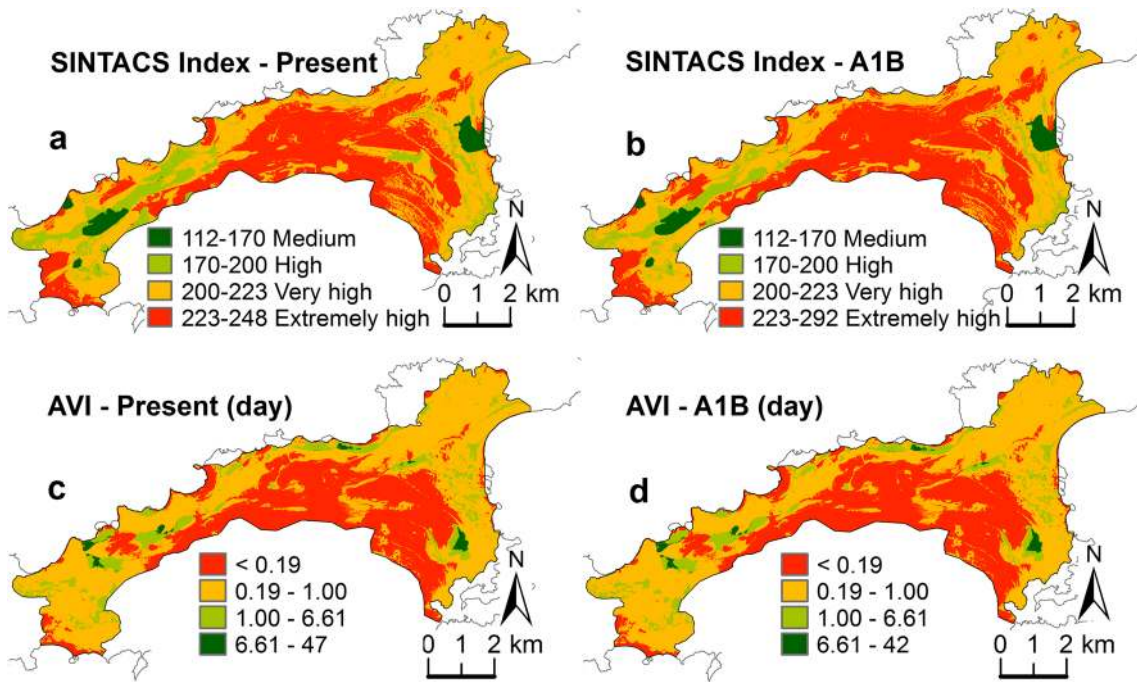 SINTACS Index - Present
a
112-170 Medium
170-200 High
200-223 Very high
223-248 Extremely high
N
0 1 2 km
SINTACS Index - A1B
b
112-170 Medium
170-200 High
200-223 Very high
223-292 Extremely high
N
0 1 2 km
AVI - Present (day)
c
< 0.19
0.19 - 1.00
1.00 - 6.61
6.61 - 47
N
0 1 2 km
AVI - A1B (day)
d
< 0.19
0.19 - 1.00
1.00 - 6.61
6.61 - 42
N
0 1 2 km